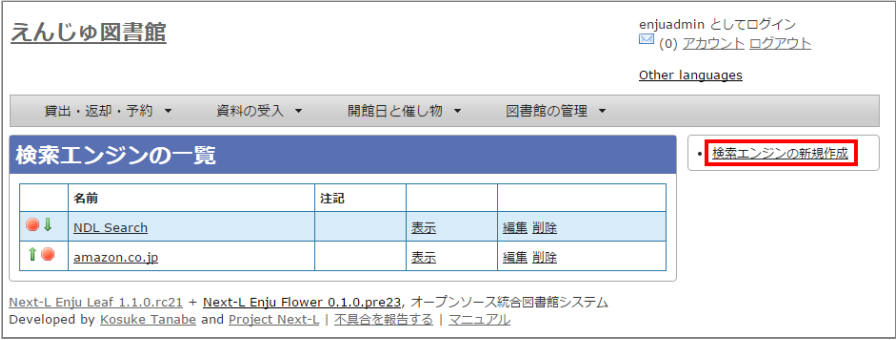 えんじゅ図書館
enjuadmin としてログイン
(0) アカウント ログアウト
Other languages
貸出・返却・予約 ▼ 資料の受入 ▼ 開館日と催し物 ▼ 図書館の管理 ▼
検索エンジンの一覧
• 検索エンジンの新規作成
名前 注記
NDL Search 表示 編集 削除
amazon.co.jp 表示 編集 削除
Next-L Enju Leaf 1.1.0.rc21 + Next-L Enju Flower 0.1.0.pre23, オープンソース統合図書館システム
Developed by Kosuke Tanabe and Project Next-L | 不具合を報告する | マニュアル